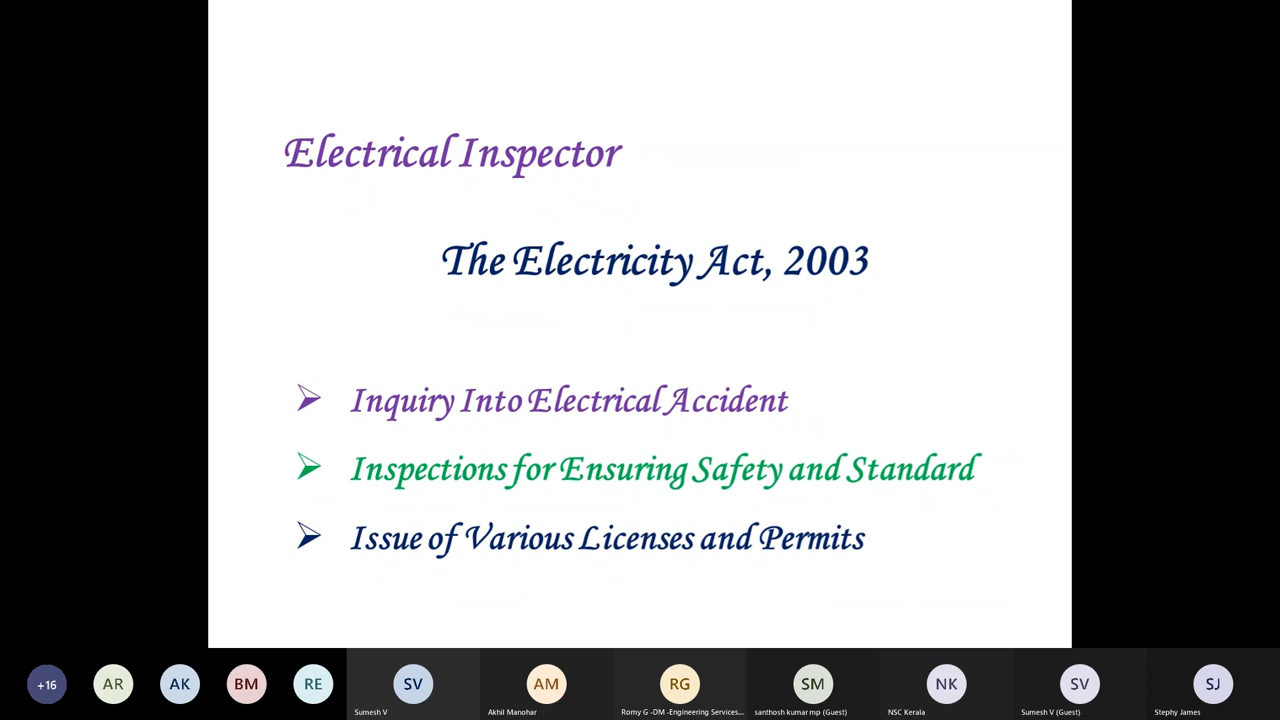 Electrical Inspector
The Electricity Act, 2003
Inquiry Into Electrical Accident
Inspections for Ensuring Safety and Standard
Issue of Various Licenses and Permits
+16 AR AK BM RE SV AM RG SM NK SV SJ
Sumesh V Akhil Manohar Romy G -DM -Engineering Services... santhosh kumar mp (Guest) NSC Kerala Sumesh V (Guest) Stephy James